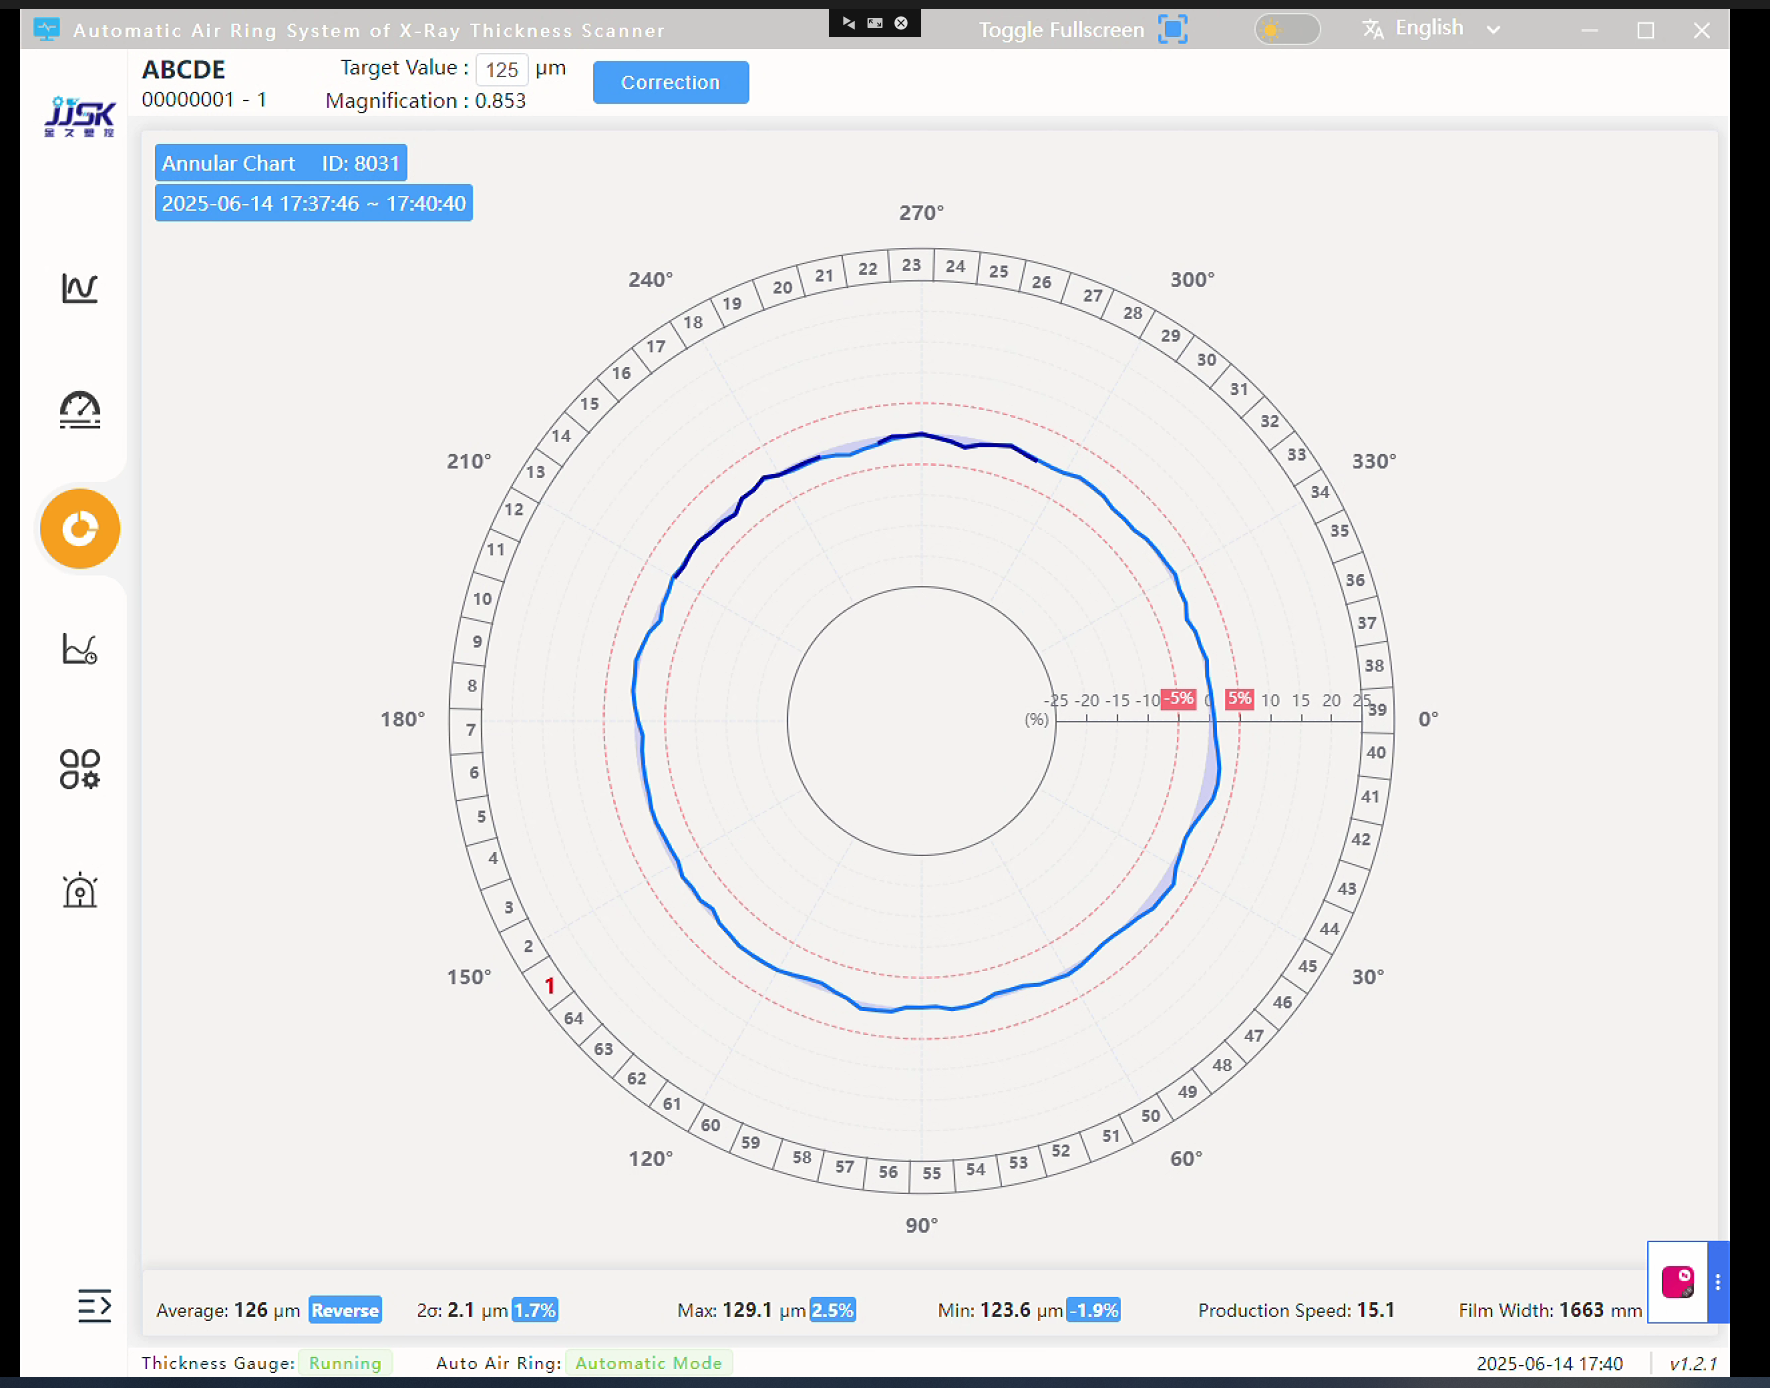 Automatic Air Ring System of X-Ray Thickness Scanner
Toggle Fullscreen
English
JJSK
金久塑控
ABCDE
00000001 - 1
Target Value : 125 μm
Magnification : 0.853
Correction
Annular Chart ID: 8031
2025-06-14 17:37:46 ~ 17:40:40
270°
240° 300°
210° 330°
180° 0°
150° 30°
120° 60°
90°
1 2 3 4 5 6 7 8 9 10 11 12 13 14 15 16 17 18 19 20 21 22 23 24 25 26 27 28 29 30 31 32 33 34 35 36 37 38 39 40 41 42 43 44 45 46 47 48 49 50 51 52 53 54 55 56 57 58 59 60 61 62 63 64
-25 -20 -15 -10 -5% 0 5% 10 15 20 25
(%)
Average: 126 μm Reverse 2σ: 2.1 μm 1.7% Max: 129.1 μm 2.5% Min: 123.6 μm -1.9% Production Speed: 15.1 Film Width: 1663 mm
Thickness Gauge: Running Auto Air Ring: Automatic Mode 2025-06-14 17:40 v1.2.1